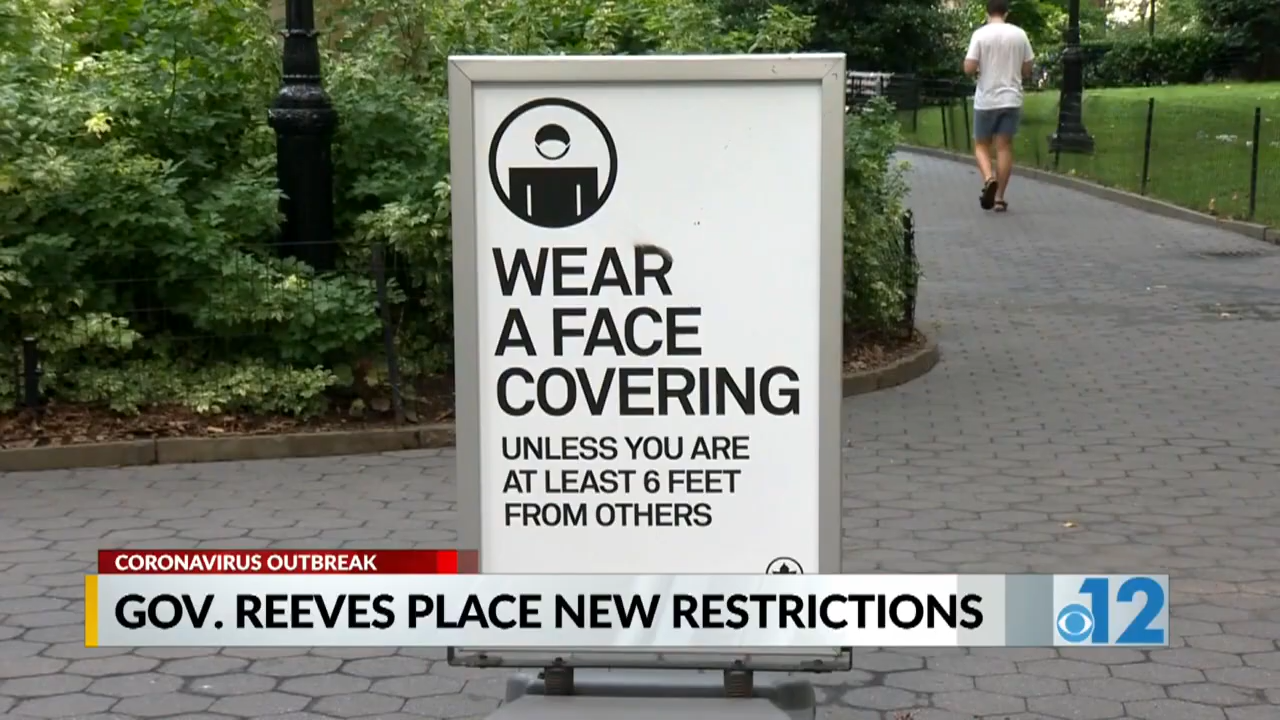 WEAR
A FACE
COVERING
UNLESS YOU ARE
AT LEAST 6 FEET
FROM OTHERS
CORONAVIRUS OUTBREAK
GOV. REEVES PLACE NEW RESTRICTIONS
12